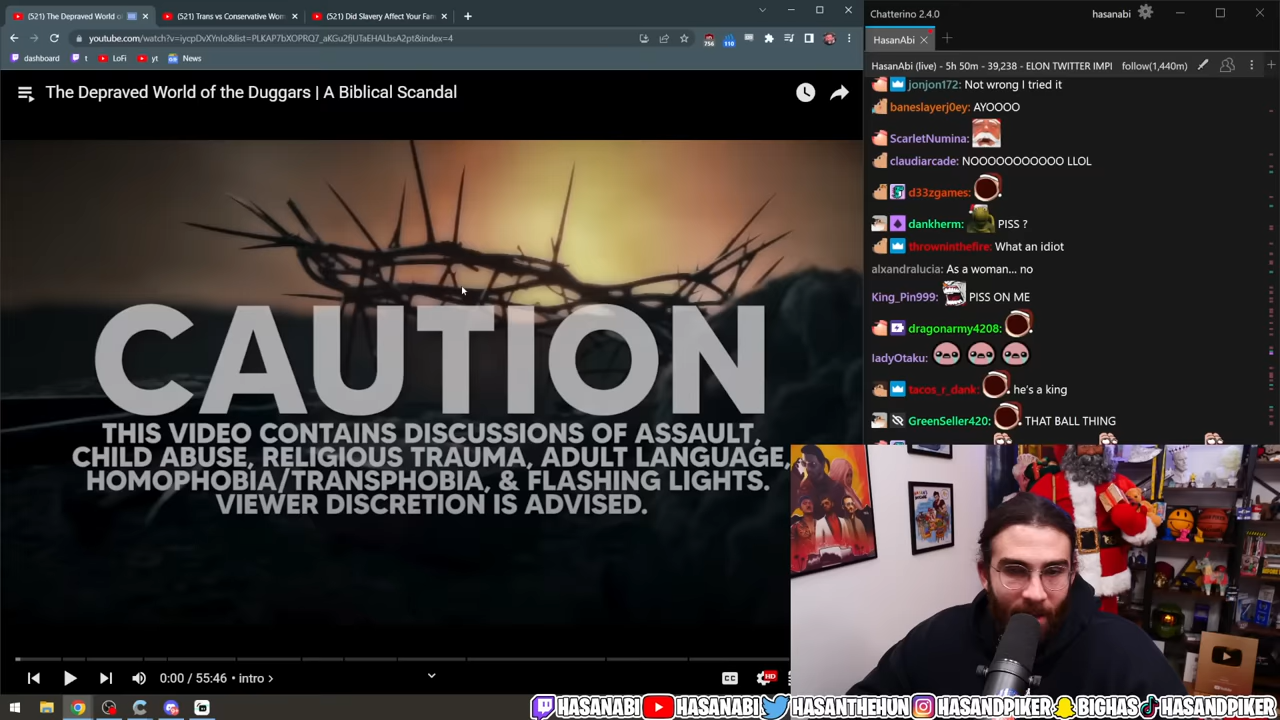 (521) The Depraved World of
(521) Trans vs Conservative Wom
(521) Did Slavery Affect Your Fam
Chatterino 2.4.0
hasanabi
youtube.com/watch?v=iycpDvXYnIo&list=PLKAP7bXOPRQ7_aKGu2fjUTaEHALbsA2pt&index=4
756
110
HasanAbi
dashboard
t
LoFi
yt
News
HasanAbi (live) - 5h 50m - 39,238 - ELON TWITTER IMPI
follow(1,440m)
The Depraved World of the Duggars | A Biblical Scandal
jonjon172: Not wrong I tried it
baneslayerj0ey: AYOOOO
ScarletNumina:
claudiarcade: NOOOOOOOOOOO LLOL
d33zgames:
dankherm: PISS ?
throwninthefire: What an idiot
alxandralucia: As a woman... no
King_Pin999: PISS ON ME
dragonarmy4208:
ladyOtaku:
tacos_r_dank: he's a king
GreenSeller420: THAT BALL THING
CAUTION
THIS VIDEO CONTAINS DISCUSSIONS OF ASSAULT,
CHILD ABUSE, RELIGIOUS TRAUMA, ADULT LANGUAGE,
HOMOPHOBIA/TRANSPHOBIA, & FLASHING LIGHTS.
VIEWER DISCRETION IS ADVISED.
0:00 / 55:46 • intro >
CC
HD
HASANABI
HASANABI
HASANTHEHUN
HASANDPIKER
BIGHAS
HASANDPIKER